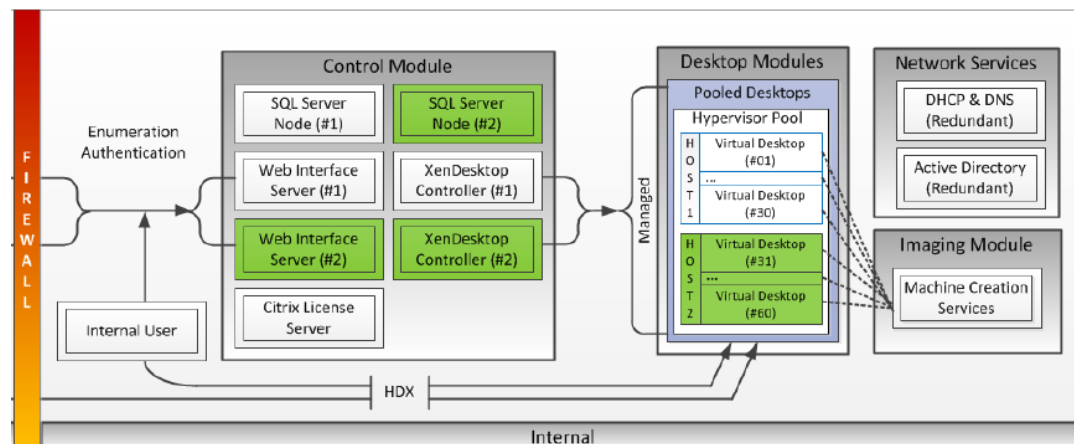 FIREWALL
Enumeration
Authentication
Internal User
Control Module
SQL Server
Node (#1)
SQL Server
Node (#2)
Web Interface
Server (#1)
XenDesktop
Controller (#1)
Web Interface
Server (#2)
XenDesktop
Controller (#2)
Citrix License
Server
HDX
Managed
Desktop Modules
Pooled Desktops
Hypervisor Pool
HOST 1
Virtual Desktop
(#01)
...
Virtual Desktop
(#30)
HOST 2
Virtual Desktop
(#31)
...
Virtual Desktop
(#60)
Network Services
DHCP & DNS
(Redundant)
Active Directory
(Redundant)
Imaging Module
Machine Creation
Services
Internal